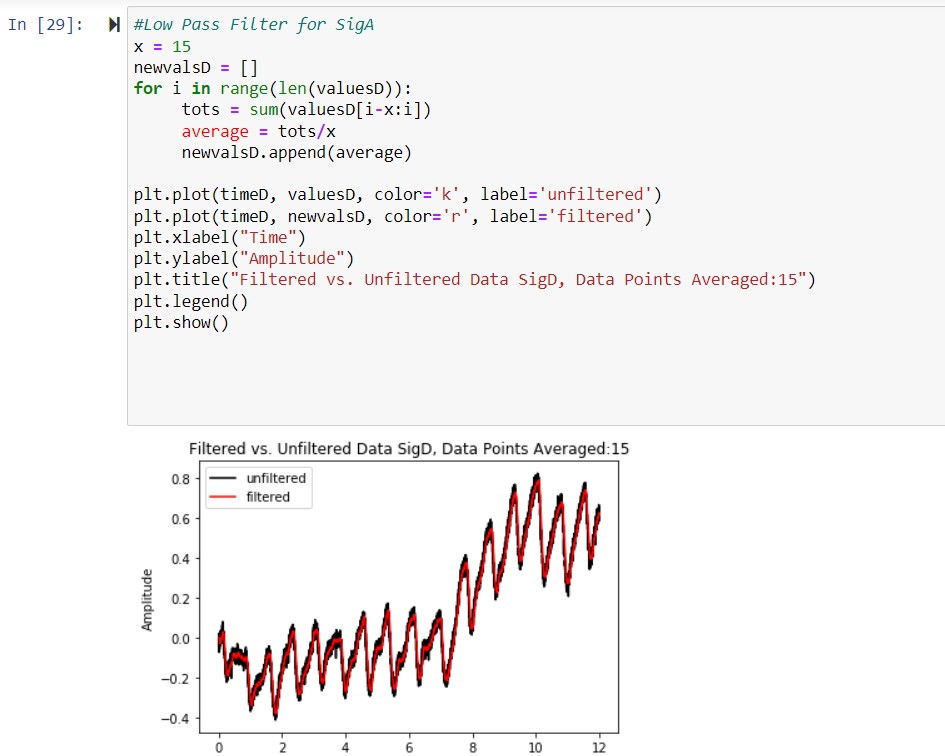 In [29]:
#Low Pass Filter for SigA
x = 15
newvalsD = []
for i in range(len(valuesD)):
tots = sum(valuesD[i-x:i])
average = tots/x
newvalsD.append(average)
plt.plot(timeD, valuesD, color='k', label='unfiltered')
plt.plot(timeD, newvalsD, color='r', label='filtered')
plt.xlabel("Time")
plt.ylabel("Amplitude")
plt.title("Filtered vs. Unfiltered Data SigD, Data Points Averaged:15")
plt.legend()
plt.show()
Filtered vs. Unfiltered Data SigD, Data Points Averaged:15
unfiltered
filtered
Amplitude
0.8
0.6
0.4
0.2
0.0
−0.2
−0.4
0 2 4 6 8 10 12